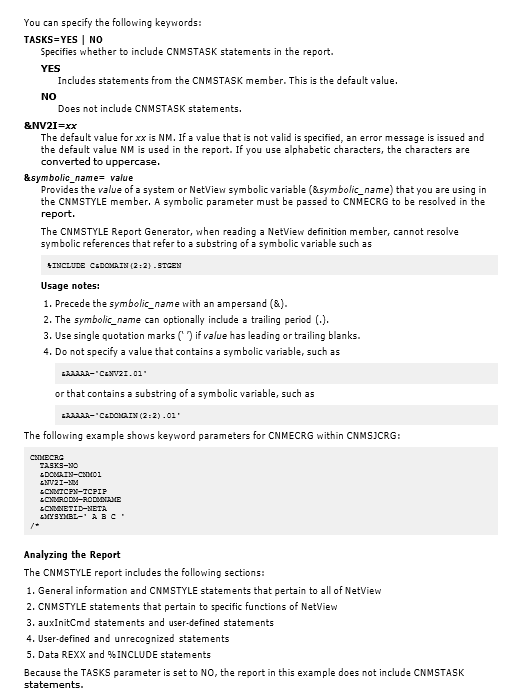 You can specify the following keywords:
TASKS=YES | NO
Specifies whether to include CNMSTASK statements in the report.
YES
Includes statements from the CNMSTASK member. This is the default value.
NO
Does not include CNMSTASK statements.
&NV2I=xx
The default value for xx is NM. If a value that is not valid is specified, an error message is issued and
the default value NM is used in the report. If you use alphabetic characters, the characters are
converted to uppercase.
&symbolic_name= value
Provides the value of a system or NetView symbolic variable (&symbolic_name) that you are using in
the CNMSTYLE member. A symbolic parameter must be passed to CNMECRG to be resolved in the
report.
The CNMSTYLE Report Generator, when reading a NetView definition member, cannot resolve
symbolic references that refer to a substring of a symbolic variable such as
%INCLUDE C&DOMAIN(2:2).STGEN
Usage notes:
1. Precede the symbolic_name with an ampersand (&).
2. The symbolic_name can optionally include a trailing period (.).
3. Use single quotation marks (' ') if value has leading or trailing blanks.
4. Do not specify a value that contains a symbolic variable, such as
&AAAAA='C&NV2I.01'
or that contains a substring of a symbolic variable, such as
&AAAAA='C&DOMAIN(2:2).01'
The following example shows keyword parameters for CNMECRG within CNMSJCRG:
CNMECRG
TASKS=NO
&DOMAIN=CNM01
&NV2I=NM
&CNMTCPN=TCPIP
&CNMRODM=RODMNAME
&CNMNETID=NETA
&MYSYMBL=' A B C '
/*
Analyzing the Report
The CNMSTYLE report includes the following sections:
1. General information and CNMSTYLE statements that pertain to all of NetView
2. CNMSTYLE statements that pertain to specific functions of NetView
3. auxInitCmd statements and user-defined statements
4. User-defined and unrecognized statements
5. Data REXX and %INCLUDE statements
Because the TASKS parameter is set to NO, the report in this example does not include CNMSTASK
statements.